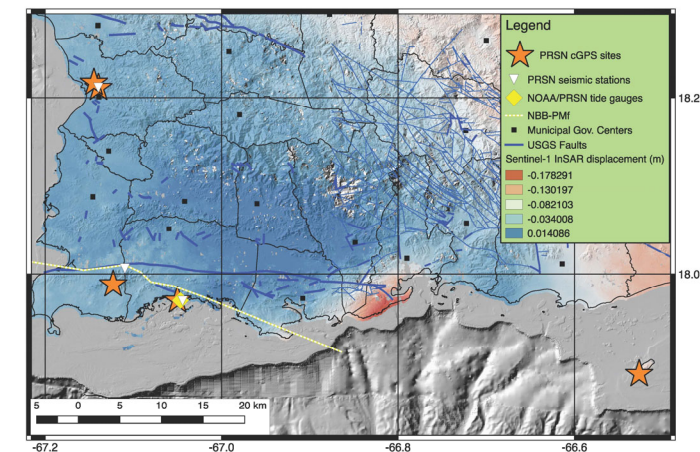 Legend
PRSN cGPS sites
PRSN seismic stations
NOAA/PRSN tide gauges
NBB-PMf
Municipal Gov. Centers
USGS Faults
Sentinel-1 InSAR displacement (m)
-0.178291
-0.130197
-0.082103
-0.034008
0.014086
18.2
18.0
5 0 5 10 15 20 km
-67.2 -67.0 -66.8 -66.6